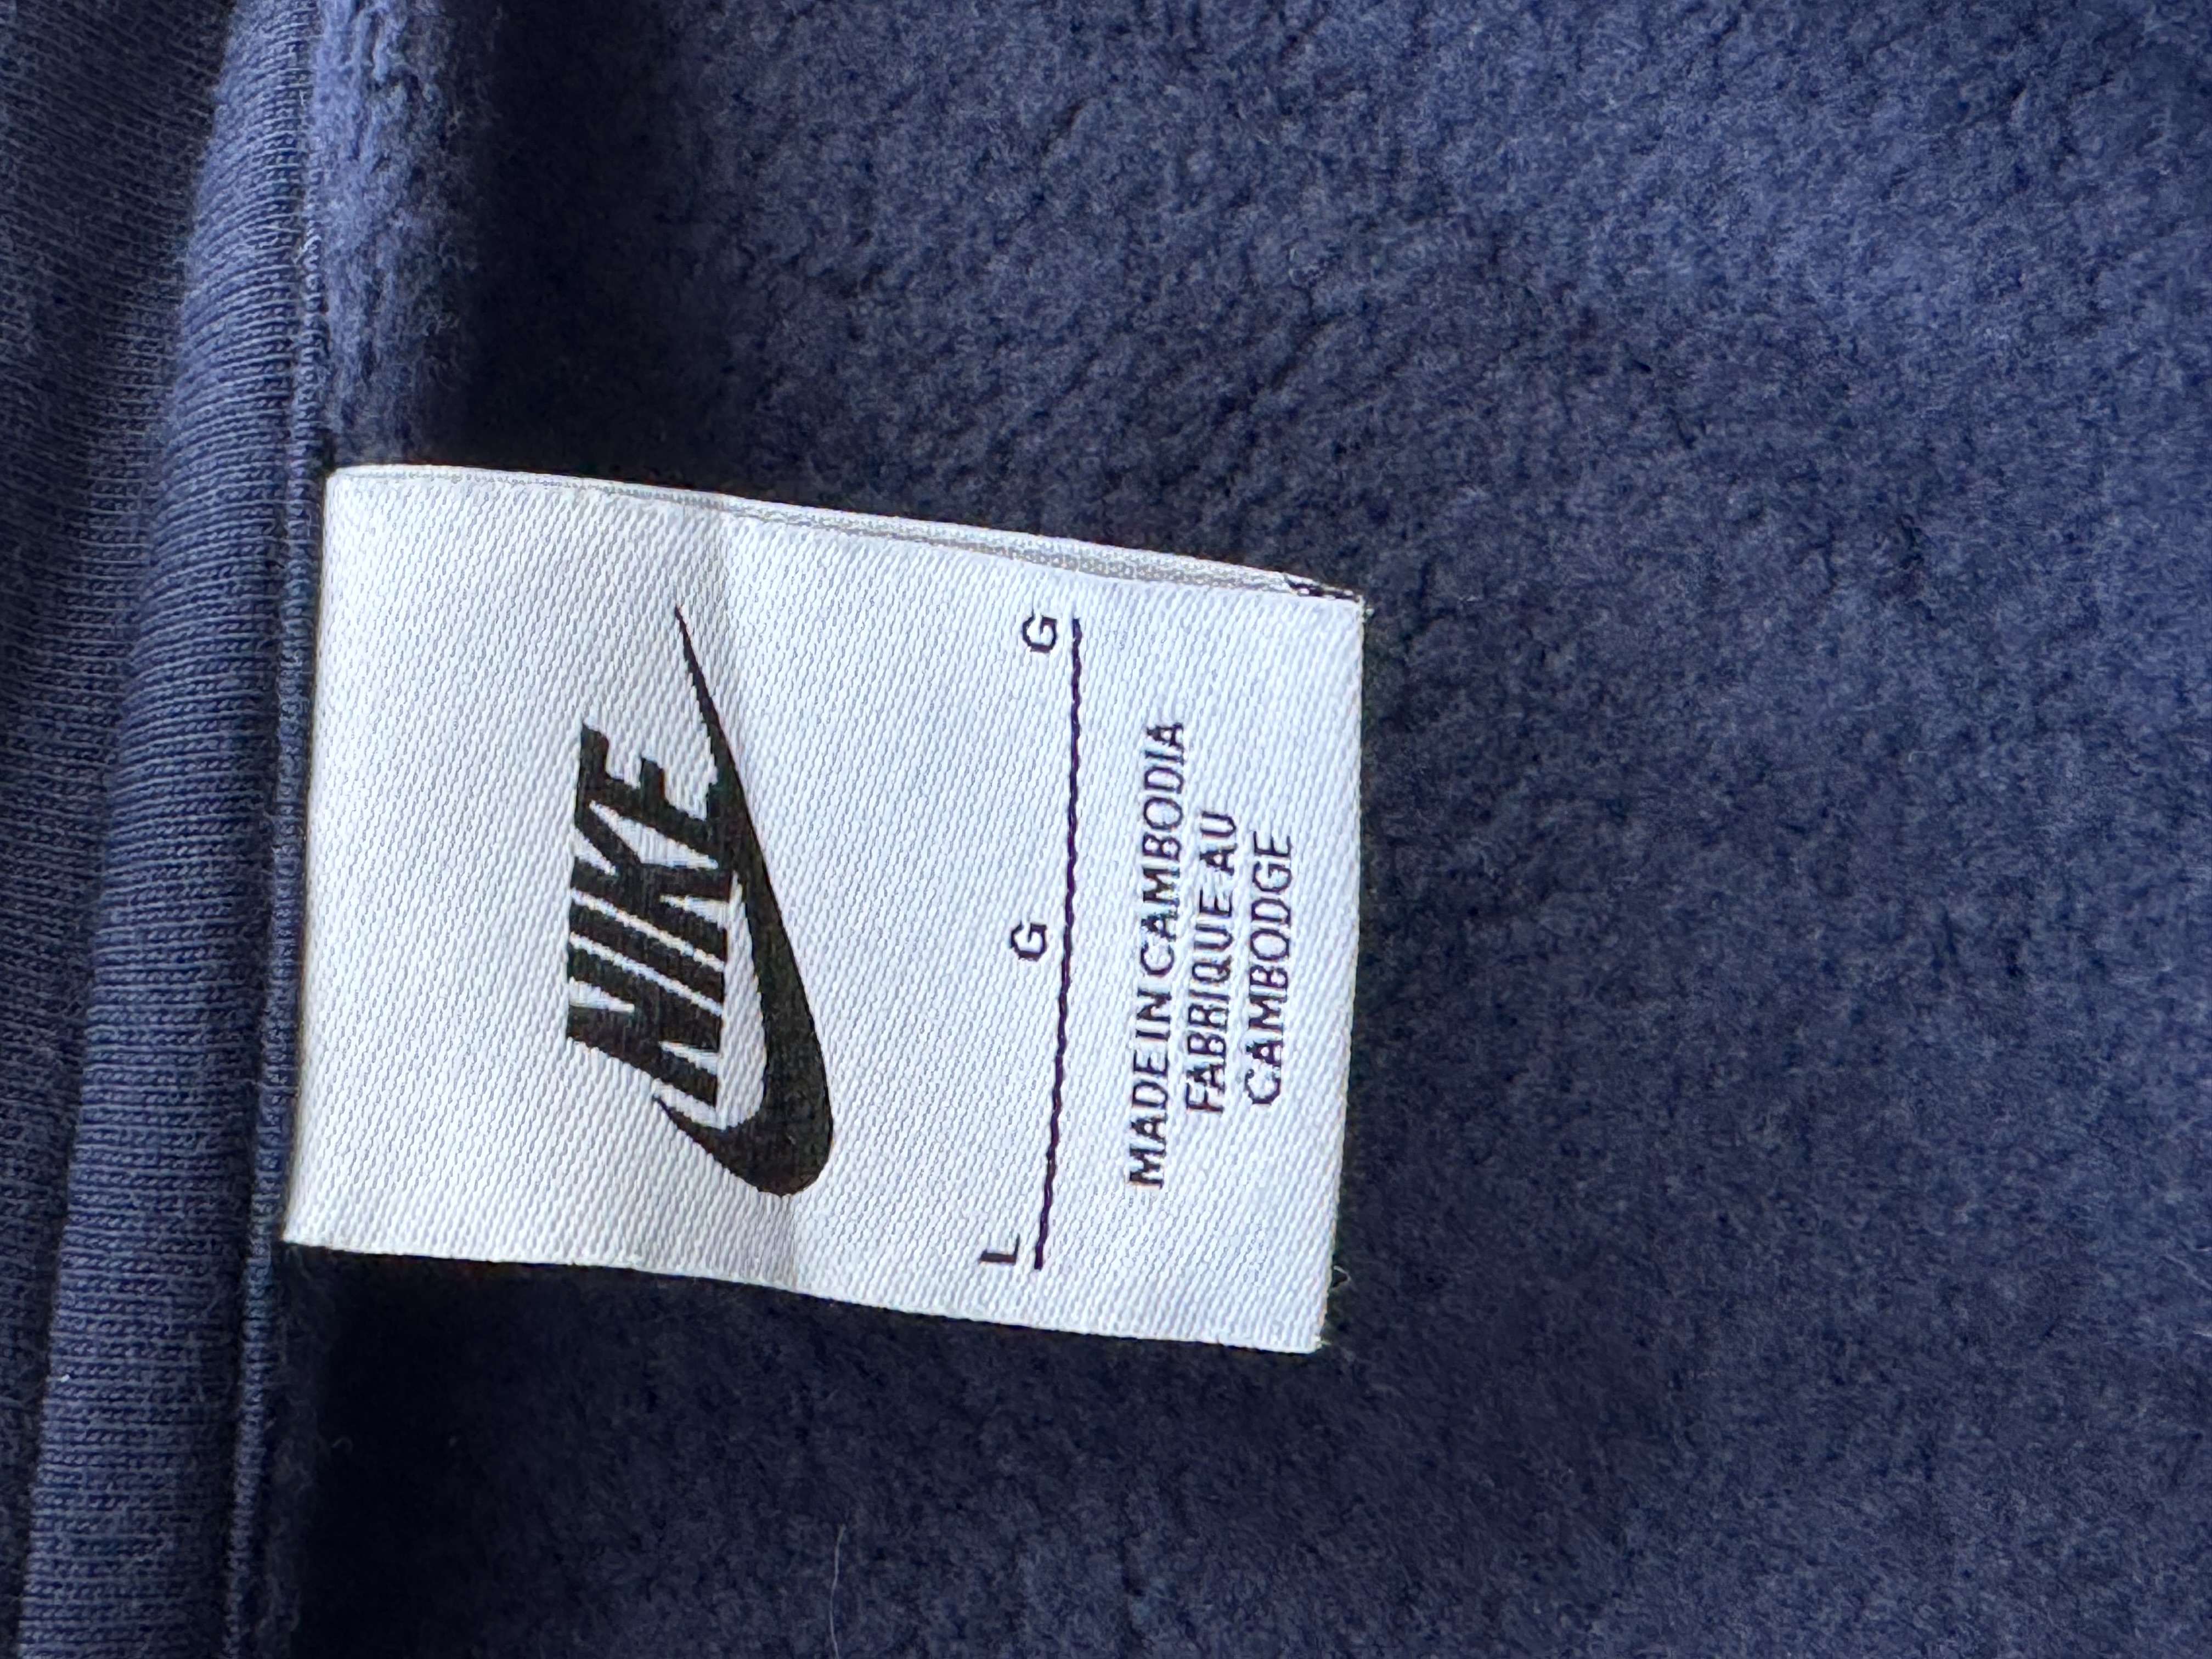 NIKE
L G G
MADE IN CAMBODIA
FABRIQUE AU
CAMBODGE